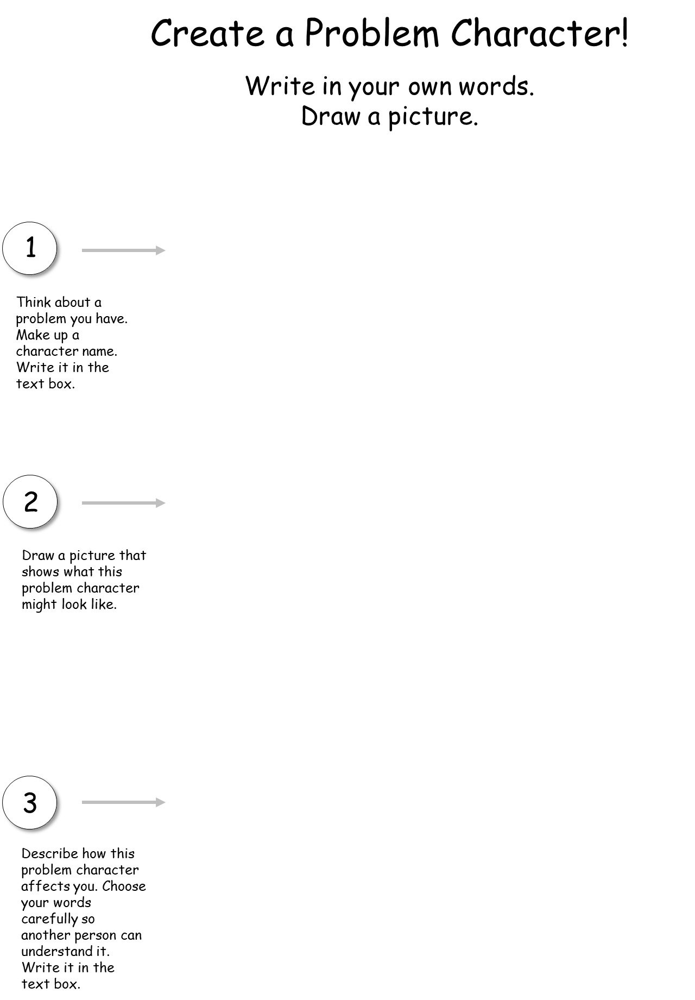 Create a Problem Character!
Write in your own words.
Draw a picture.
1
Think about a
problem you have.
Make up a
character name.
Write it in the
text box.
2
Draw a picture that
shows what this
problem character
might look like.
3
Describe how this
problem character
affects you. Choose
your words
carefully so
another person can
understand it.
Write it in the
text box.